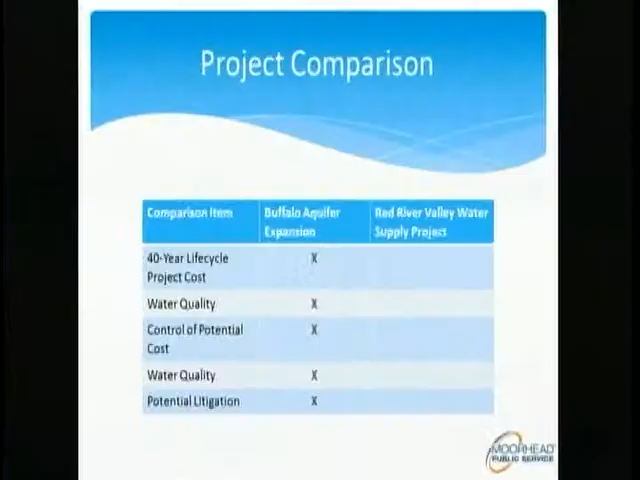 Project Comparison
Comparison Item
Buffalo Aquifer
Expansion
Red River Valley Water
Supply Project
40-Year Lifecycle
Project Cost
X
Water Quality
X
Control of Potential
Cost
X
Water Quality
X
Potential Litigation
X
MOORHEAD
PUBLIC SERVICE